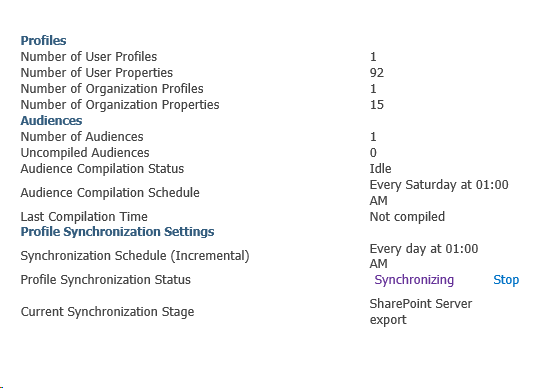 Profiles
Number of User Profiles 1
Number of User Properties 92
Number of Organization Profiles 1
Number of Organization Properties 15
Audiences
Number of Audiences 1
Uncompiled Audiences 0
Audience Compilation Status Idle
Audience Compilation Schedule Every Saturday at 01:00
AM
Last Compilation Time Not compiled
Profile Synchronization Settings
Synchronization Schedule (Incremental) Every day at 01:00
AM
Profile Synchronization Status Synchronizing Stop
Current Synchronization Stage SharePoint Server
export